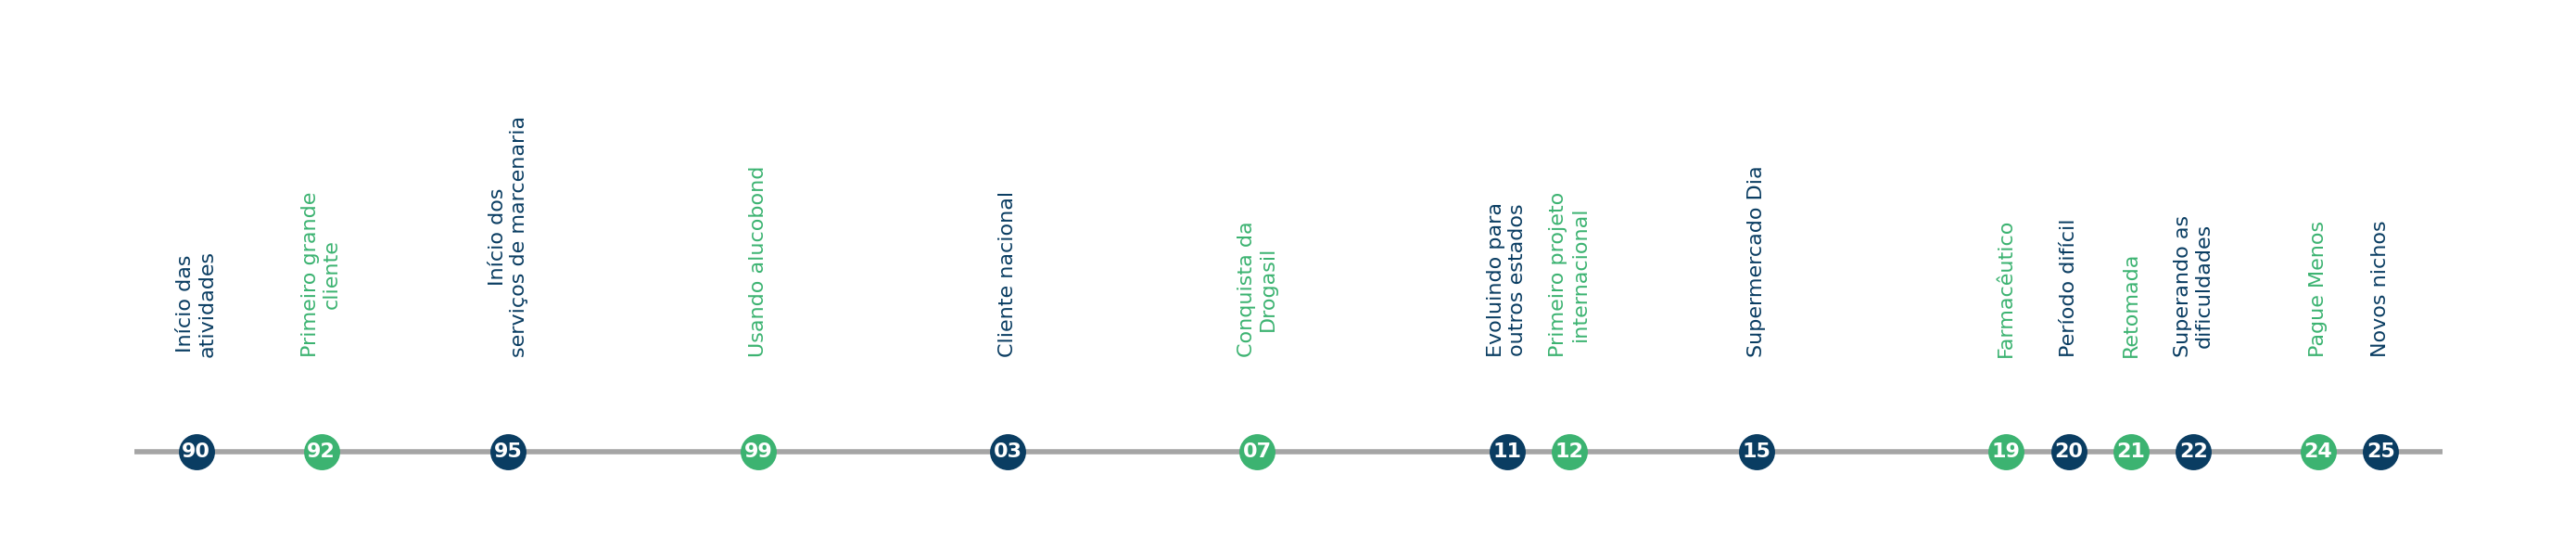 Início das
atividades
Primeiro grande
cliente
Início dos
serviços de marcenaria
Usando alucobond
Cliente nacional
Conquista da
Drogasil
Evoluindo para
outros estados
Primeiro projeto
internacional
Supermercado Dia
Farmacêutico
Período difícil
Retomada
Superando as
dificuldades
Pague Menos
Novos nichos
90
92
95
99
03
07
11
12
15
19
20
21
22
24
25